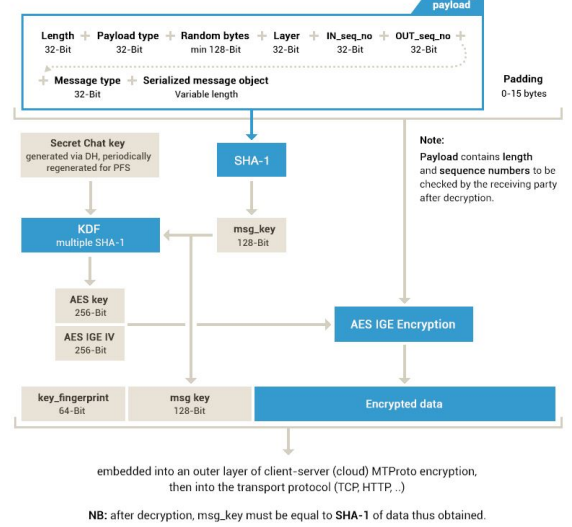 payload
Length + Payload type + Random bytes + Layer + IN_seq_no + OUT_seq_no +
32-Bit 32-Bit min 128-Bit 32-Bit 32-Bit 32-Bit
+ Message type + Serialized message object
32-Bit Variable length
Padding
0-15 bytes
Secret Chat key
generated via DH, periodically
regenerated for PFS
SHA-1
Note:
Payload contains length
and sequence numbers to be
checked by the receiving party
after decryption.
KDF
multiple SHA-1
msg_key
128-Bit
AES key
256-Bit
AES IGE IV
256-Bit
AES IGE Encryption
key_fingerprint
64-Bit
msg key
128-Bit
Encrypted data
embedded into an outer layer of client-server (cloud) MTProto encryption,
then into the transport protocol (TCP, HTTP, ..)
NB: after decryption, msg_key must be equal to SHA-1 of data thus obtained.